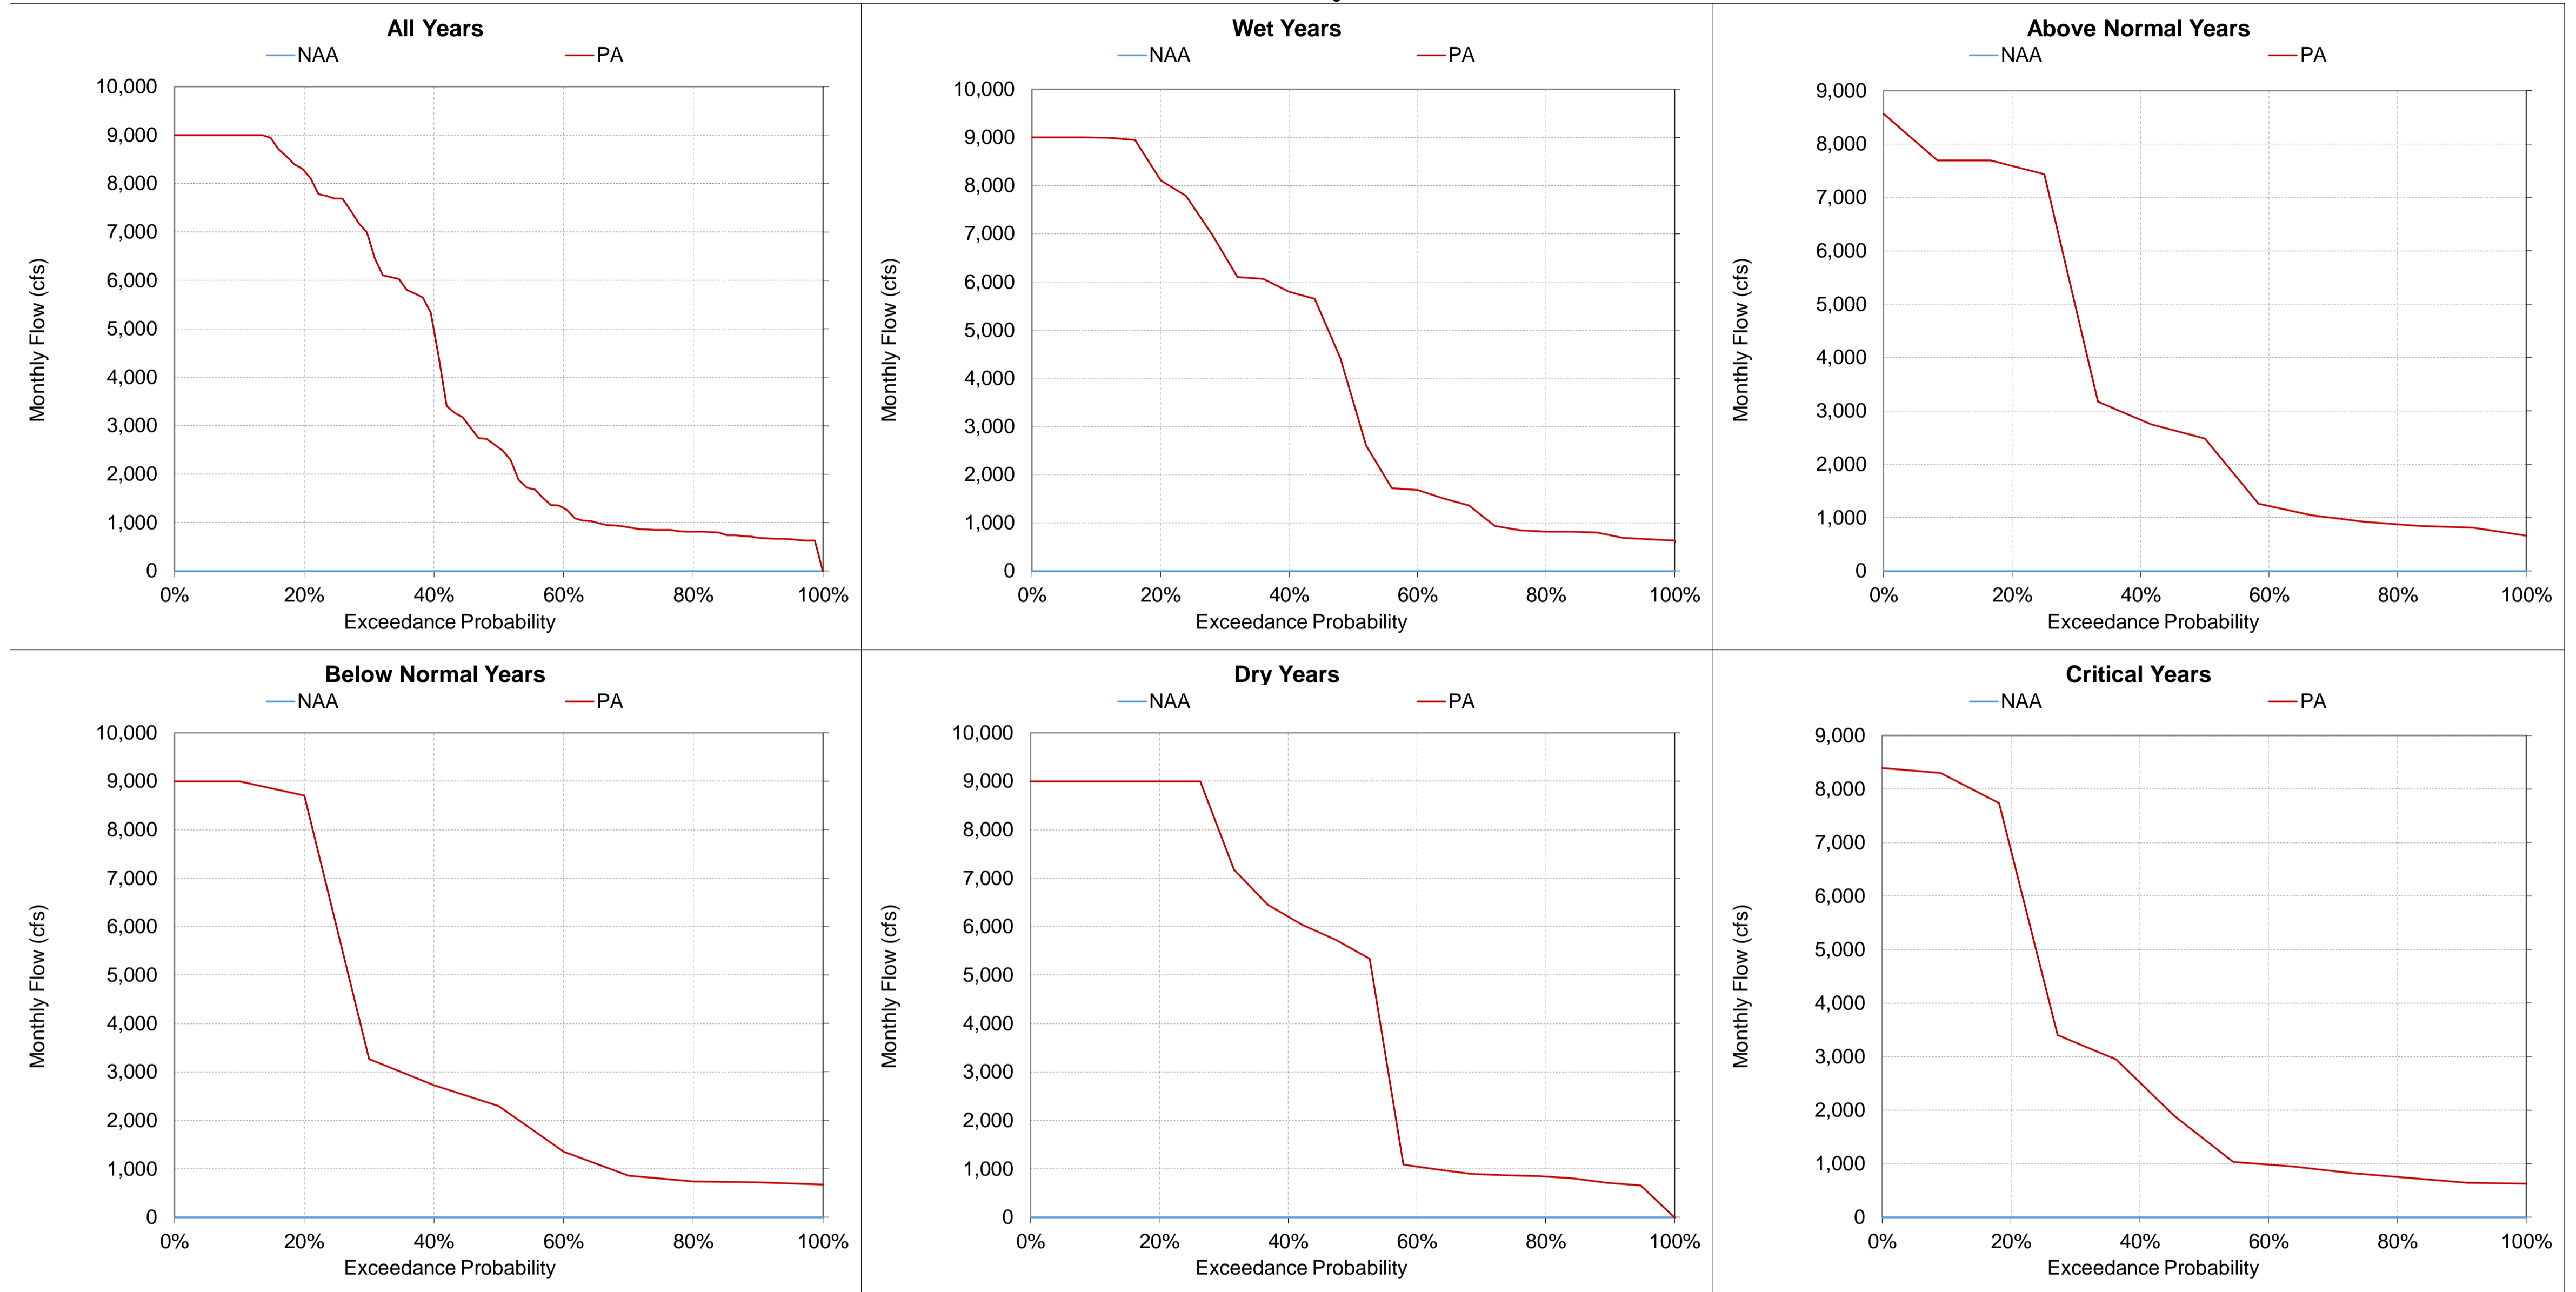 All Years
NAA PA
10,000
9,000
8,000
7,000
6,000
5,000
4,000
3,000
2,000
1,000
0
Monthly Flow (cfs)
0% 20% 40% 60% 80% 100%
Exceedance Probability
Wet Years
NAA PA
10,000
9,000
8,000
7,000
6,000
5,000
4,000
3,000
2,000
1,000
0
Monthly Flow (cfs)
0% 20% 40% 60% 80% 100%
Exceedance Probability
Above Normal Years
NAA PA
9,000
8,000
7,000
6,000
5,000
4,000
3,000
2,000
1,000
0
Monthly Flow (cfs)
0% 20% 40% 60% 80% 100%
Exceedance Probability
Below Normal Years
NAA PA
10,000
9,000
8,000
7,000
6,000
5,000
4,000
3,000
2,000
1,000
0
Monthly Flow (cfs)
0% 20% 40% 60% 80% 100%
Exceedance Probability
Dry Years
NAA PA
10,000
9,000
8,000
7,000
6,000
5,000
4,000
3,000
2,000
1,000
0
Monthly Flow (cfs)
0% 20% 40% 60% 80% 100%
Exceedance Probability
Critical Years
NAA PA
9,000
8,000
7,000
6,000
5,000
4,000
3,000
2,000
1,000
0
Monthly Flow (cfs)
0% 20% 40% 60% 80% 100%
Exceedance Probability